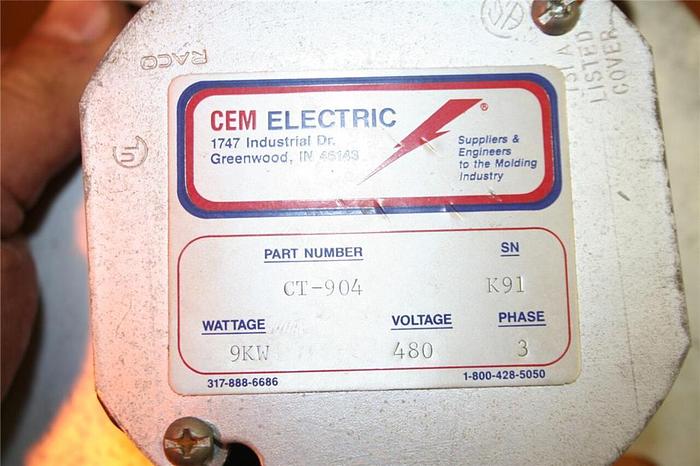 RACO
LISTED
COVER
CEM ELECTRIC ®
1747 Industrial Dr.
Greenwood, IN 46143
Suppliers &
Engineers
to the Molding
Industry
PART NUMBER
SN
CT-904
K91
WATTAGE
VOLTAGE
PHASE
9KW
480
3
317-888-6686
1-800-428-5050